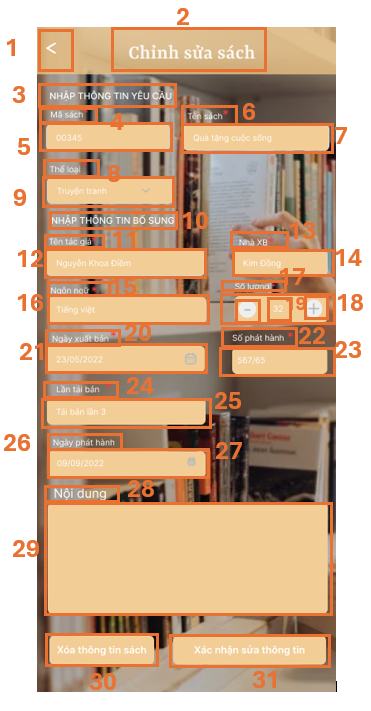 2
1
< Chỉnh sửa sách
3 NHẬP THÔNG TIN YÊU CẦU
Mã sách 4 Tên sách * 6
5 00345 Quà tặng cuộc sống 7
Thể loại 8
9 Truyện tranh
NHẬP THÔNG TIN BỔ SUNG 10
Tên tác giả * 11 Nhà XB 13
12 Nguyễn Khoa Điềm Kim Đồng 14
Ngôn ngữ * 15 Số lượng * 17
16 Tiếng việt − 32 9 + 18
Ngày xuất bản * 20 Số phát hành * 22
21 23/05/2022 567/65 23
Lần tái bản * 24
Tái bản lần 3 25
26 Ngày phát hành
09/09/2022 27
Nội dung 28
29
Xóa thông tin sách Xác nhận sửa thông tin
30 31